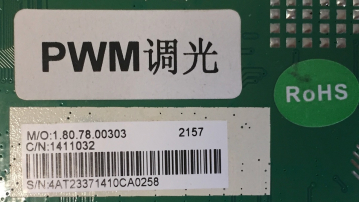 PWM调光
RoHS
M/O:1.80.78.00303 2157
C/N:1411032
S/N:4AT23371410CA0258